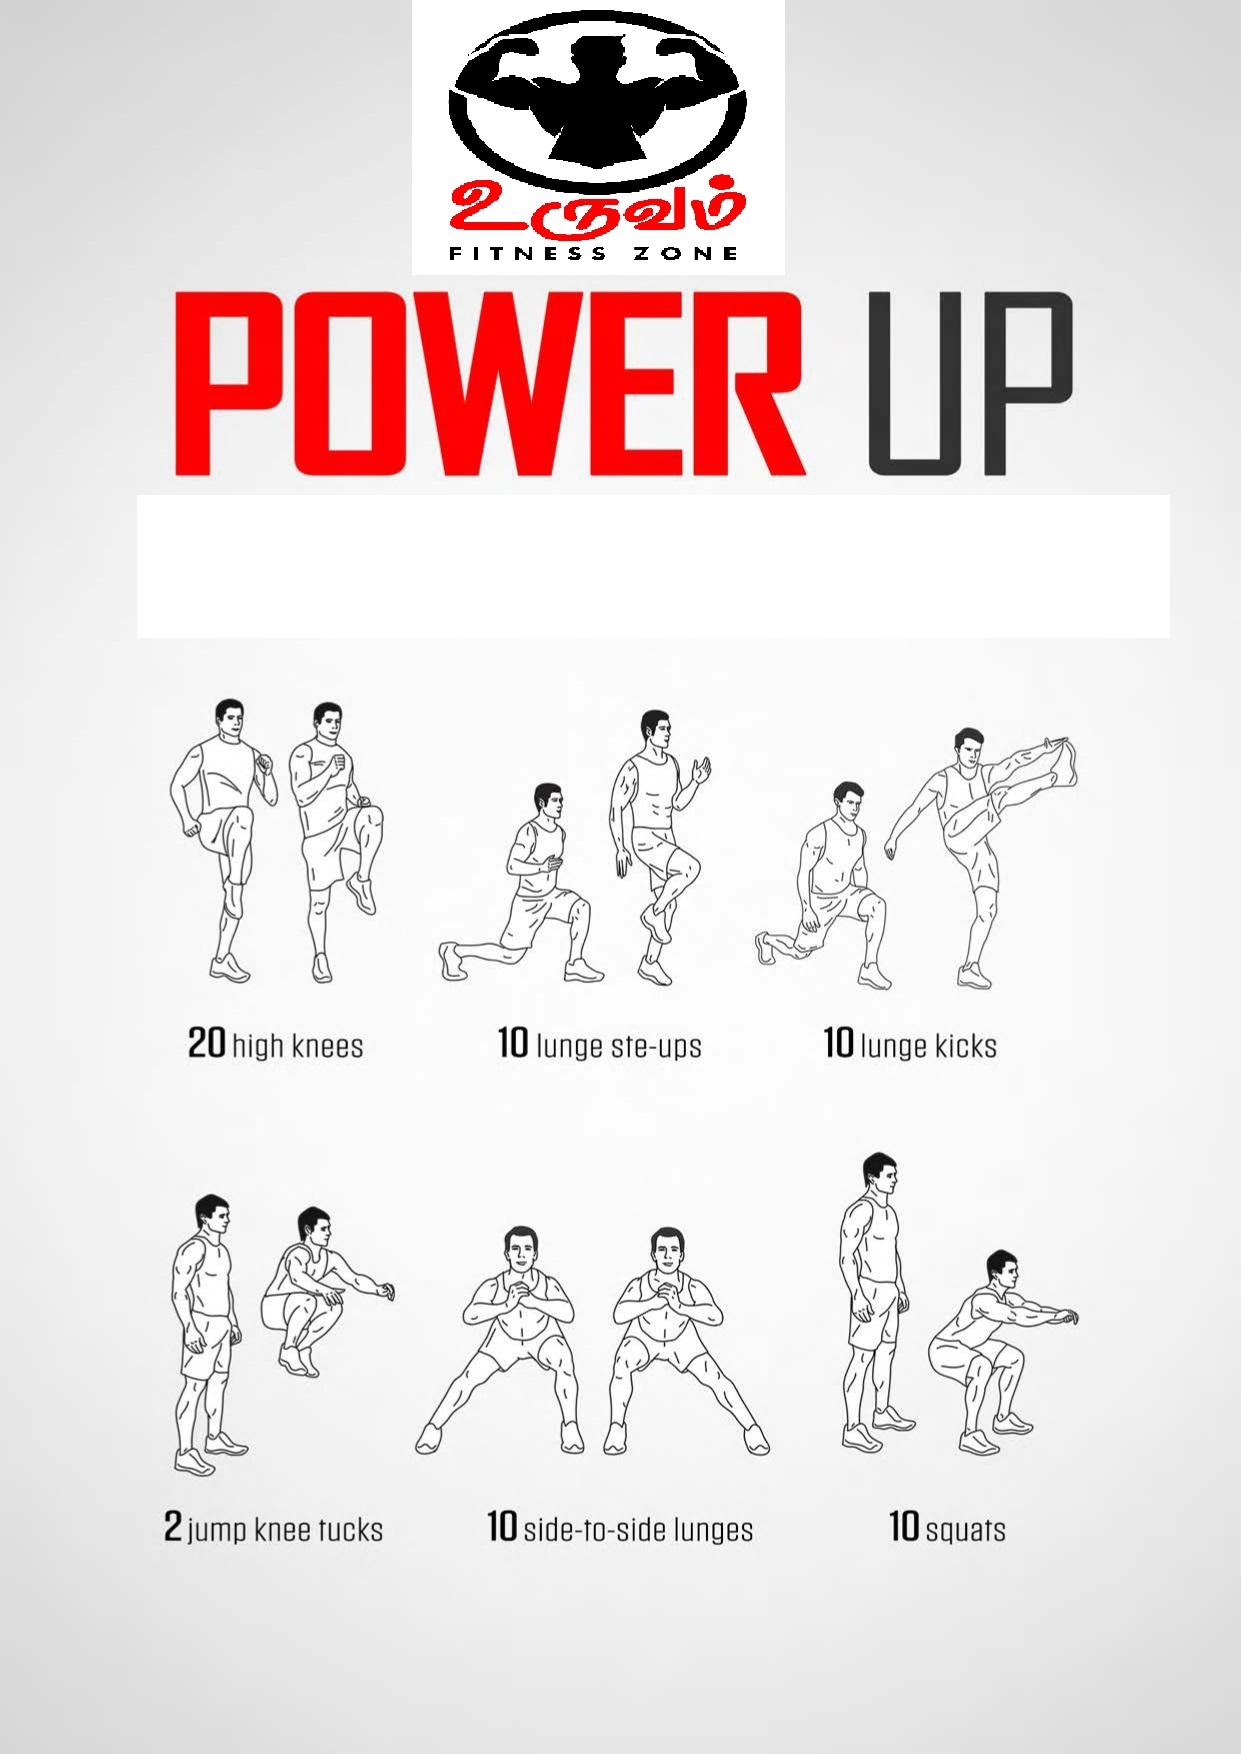 உருவம்
FITNESS ZONE
POWER UP
20 high knees
10 lunge ste-ups
10 lunge kicks
2 jump knee tucks
10 side-to-side lunges
10 squats